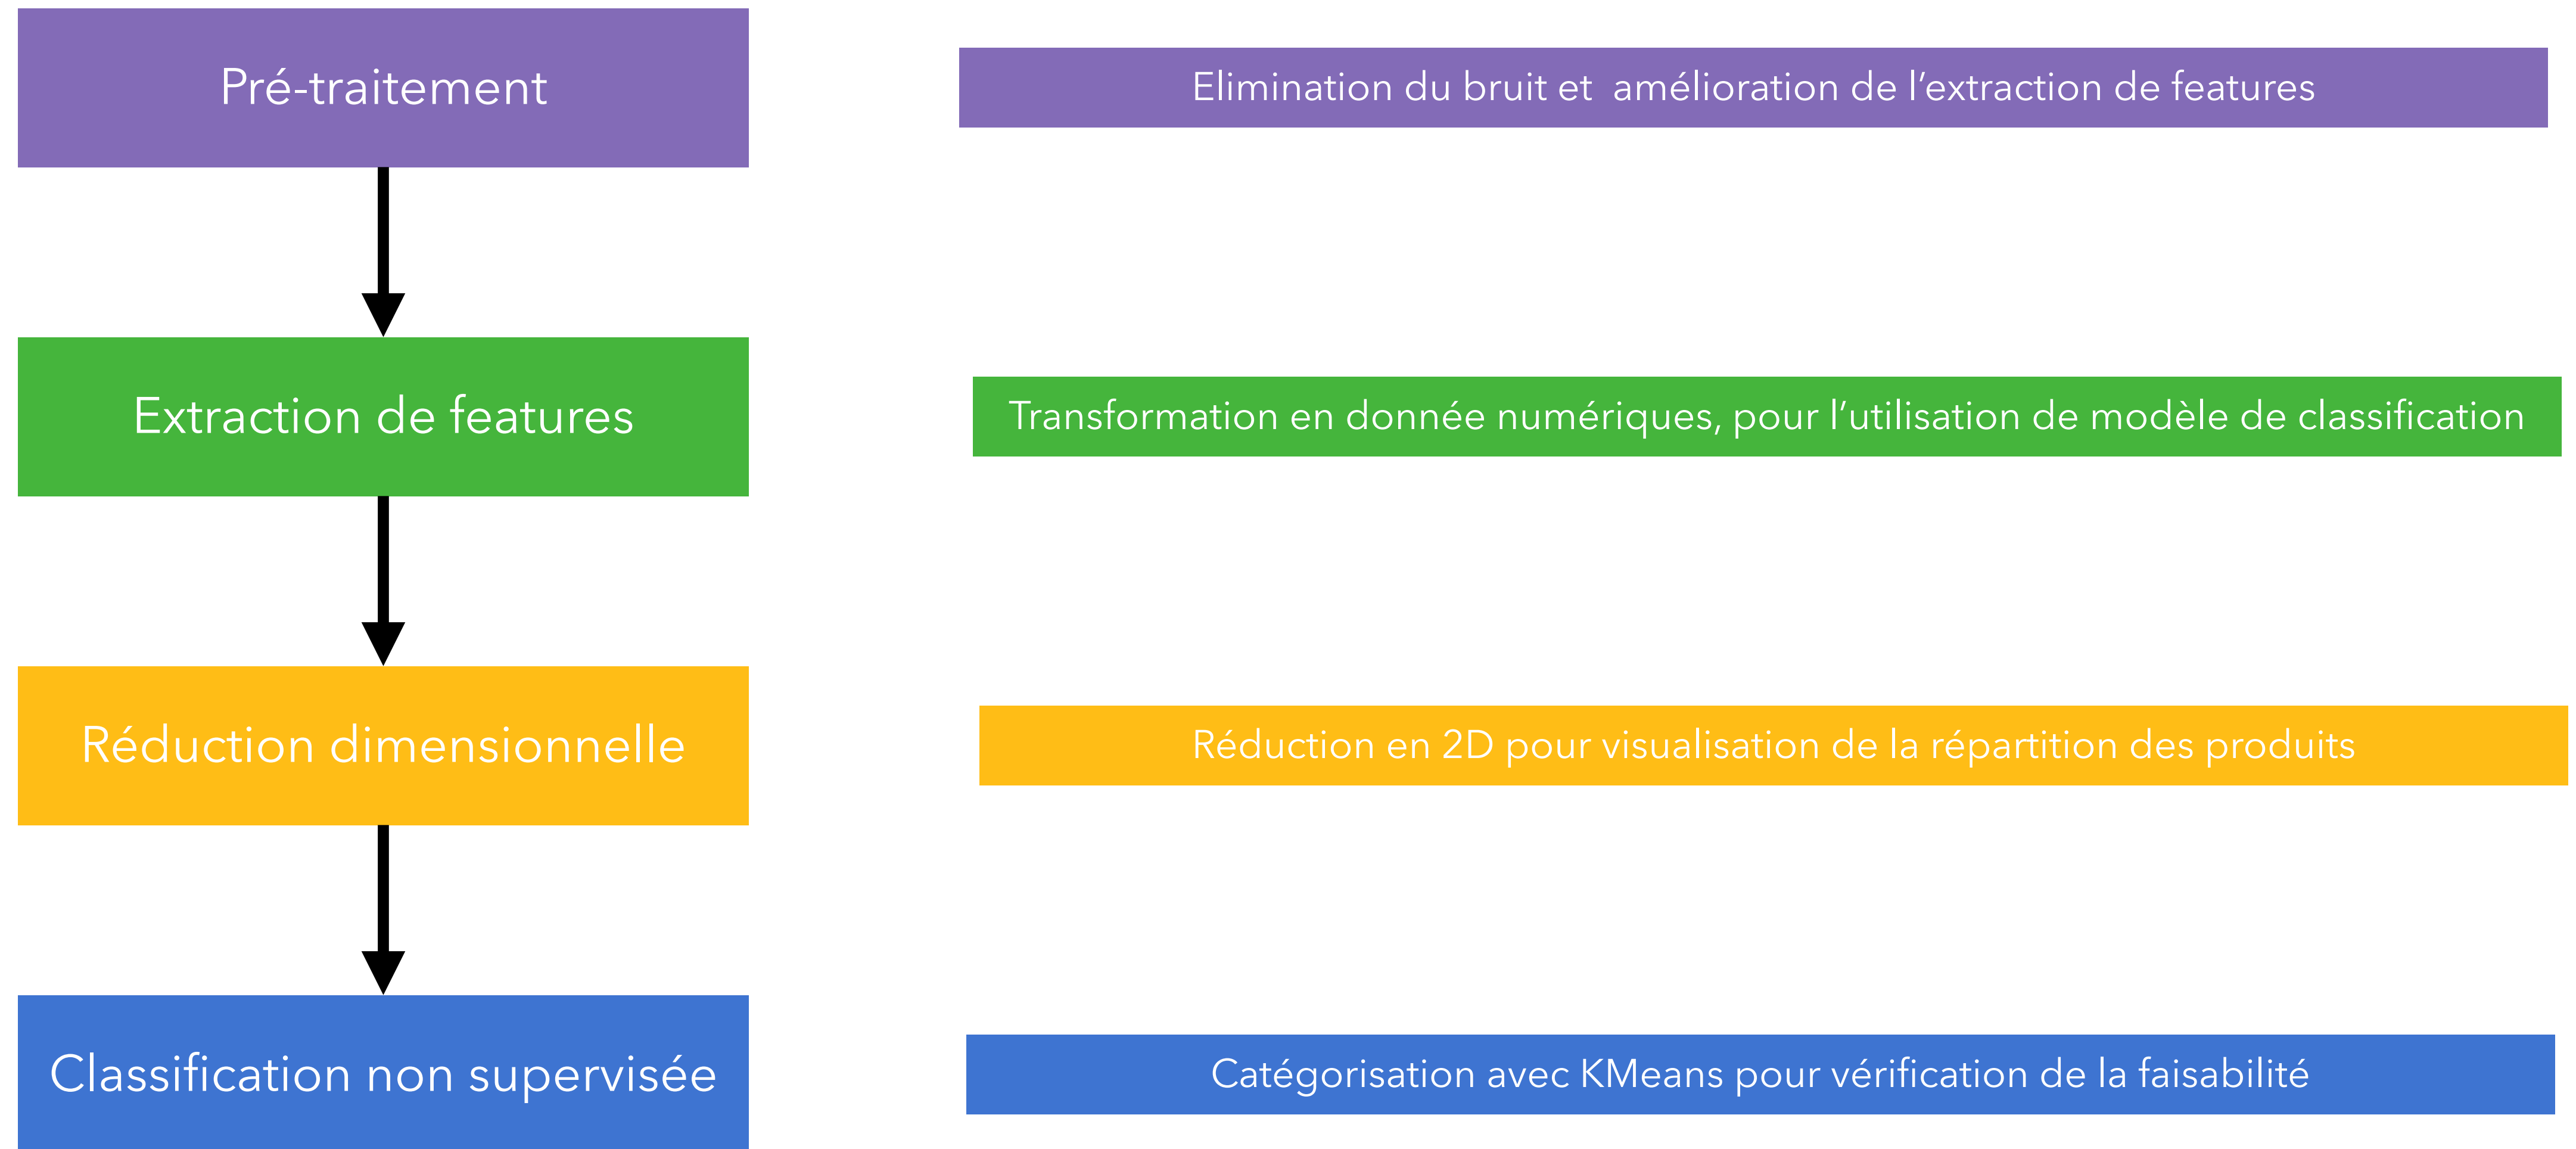 Pré-traitement
Elimination du bruit et  amélioration de l’extraction de features
Extraction de features
Transformation en donnée numériques, pour l’utilisation de modèle de classification
Réduction dimensionnelle
Réduction en 2D pour visualisation de la répartition des produits
Classification non supervisée
Catégorisation avec KMeans pour vérification de la faisabilité